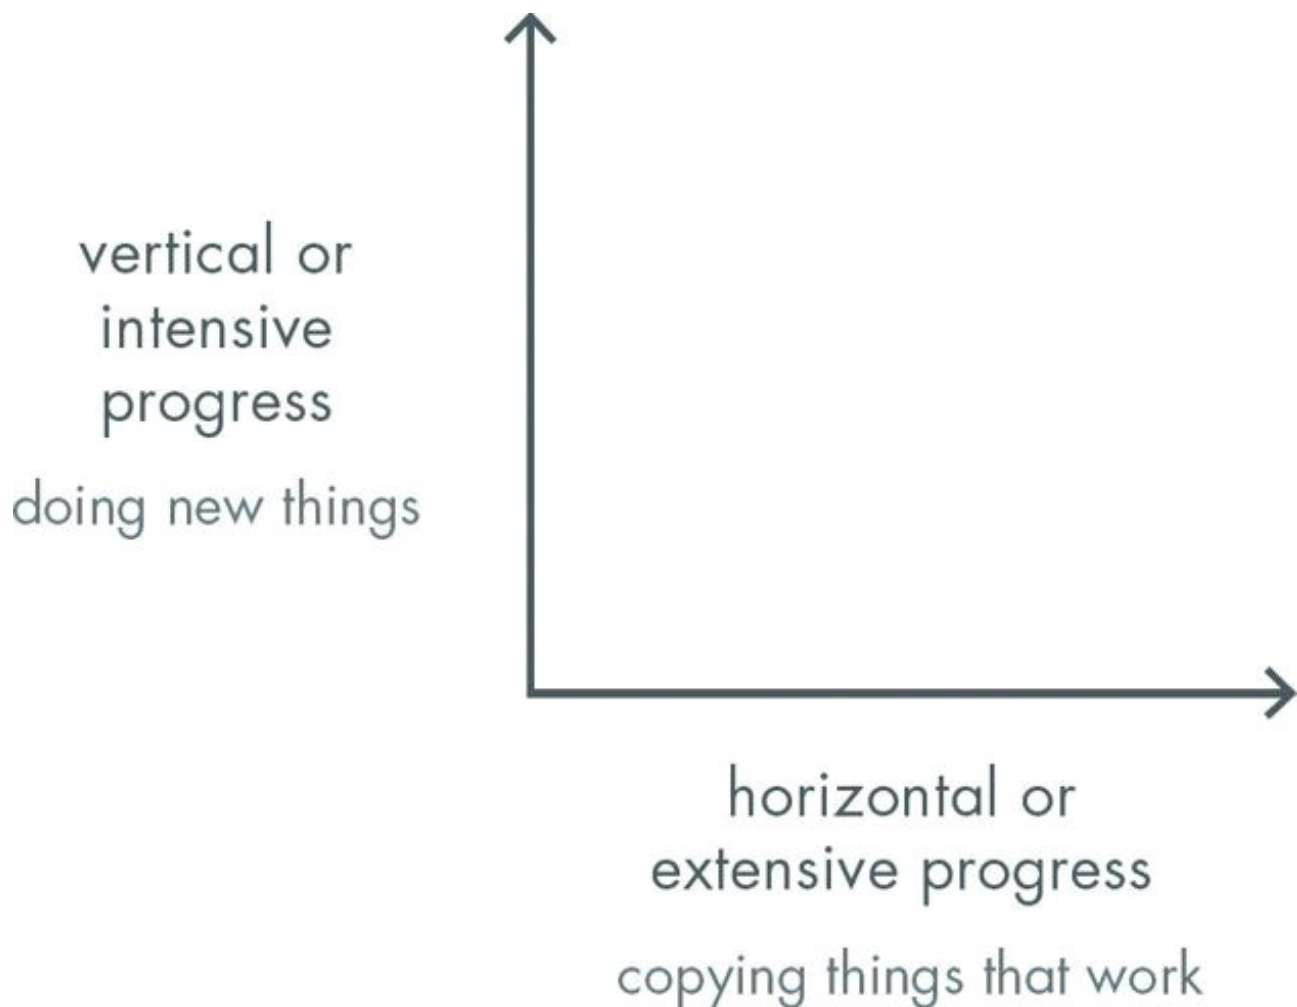 vertical or
intensive
progress
doing new things
horizontal or
extensive progress
copying things that work